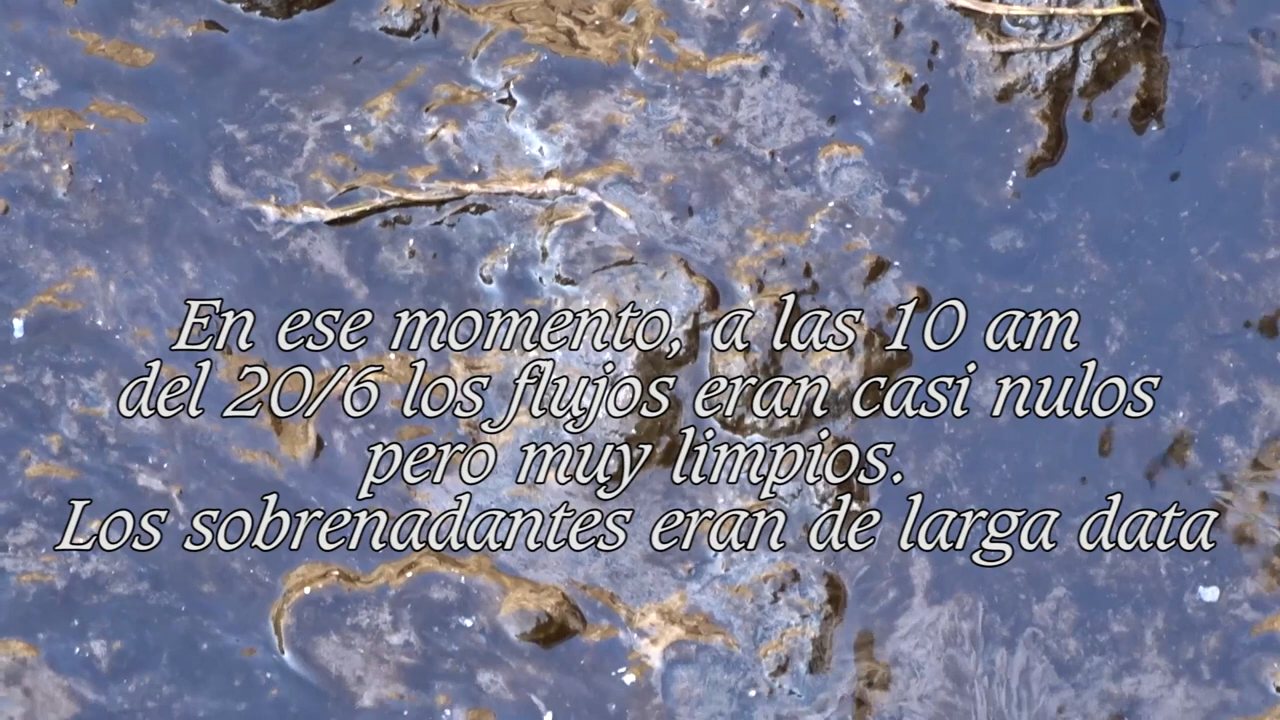 En ese momento, a las 10 am
del 20/6 los flujos eran casi nulos
pero muy limpios.
Los sobrenadantes eran de larga data